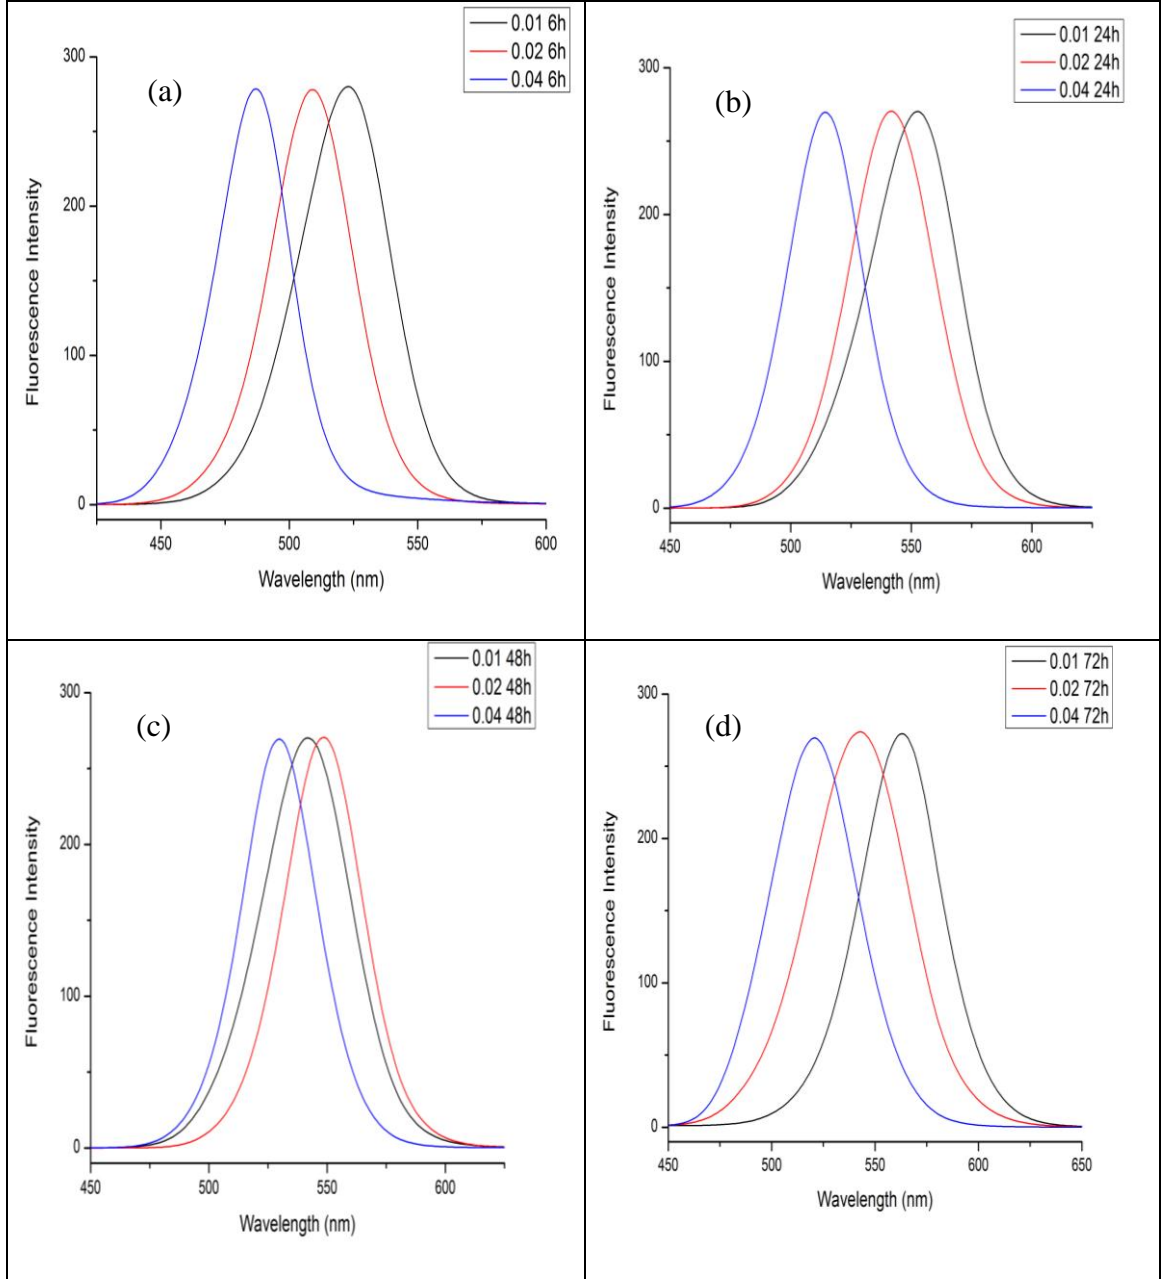 0.01 6h
0.02 6h
0.04 6h
(a)
300
200
100
0
Fluorescence Intensity
450 500 550 600
Wavelength (nm)
0.01 24h
0.02 24h
0.04 24h
(b)
300
200
100
0
Fluorescence Intensity
450 500 550 600
Wavelength (nm)
0.01 48h
0.02 48h
0.04 48h
(c)
300
200
100
0
Fluorescence Intensity
450 500 550 600
Wavelength (nm)
0.01 72h
0.02 72h
0.04 72h
(d)
300
200
100
0
Fluorescence Intensity
450 500 550 600 650
Wavelength (nm)